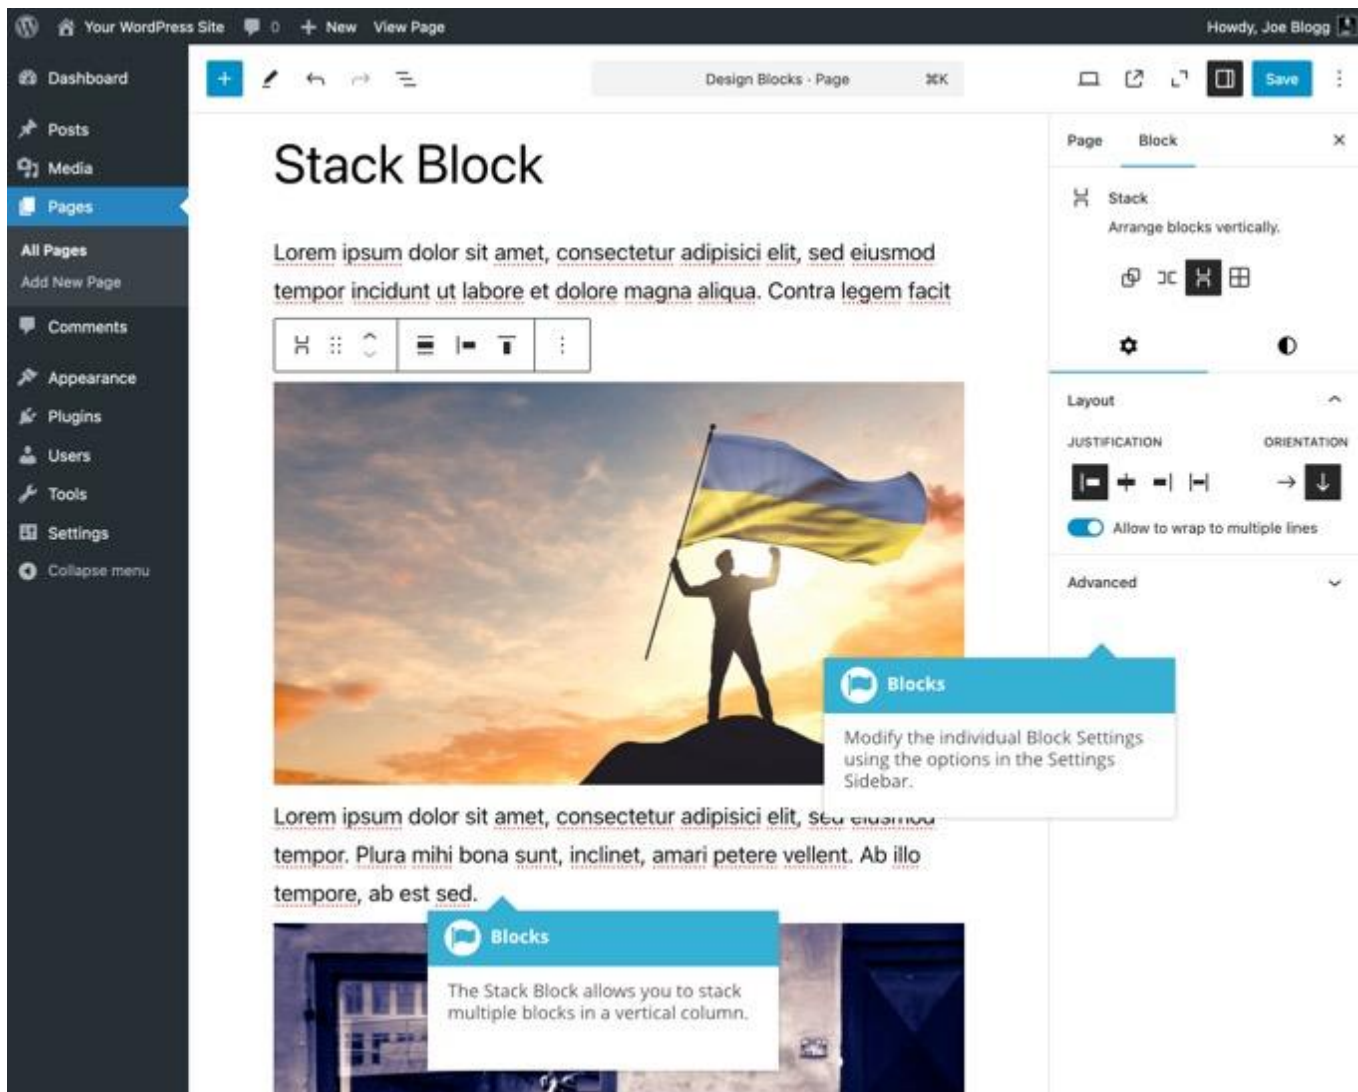 Your WordPress Site 0 New View Page Howdy, Joe Blogg
Dashboard
Posts
Media
Pages
All Pages
Add New Page
Comments
Appearance
Plugins
Users
Tools
Settings
Collapse menu
Design Blocks · Page ⌘K
Save
Stack Block
Lorem ipsum dolor sit amet, consectetur adipisici elit, sed eiusmod
tempor incidunt ut labore et dolore magna aliqua. Contra legem facit
Lorem ipsum dolor sit amet, consectetur adipisici elit, sed eiusmod
tempor. Plura mihi bona sunt, inclinet, amari petere vellent. Ab illo
tempore, ab est sed.
Blocks
The Stack Block allows you to stack
multiple blocks in a vertical column.
Page Block
Stack
Arrange blocks vertically.
Layout
JUSTIFICATION ORIENTATION
Allow to wrap to multiple lines
Advanced
Blocks
Modify the individual Block Settings
using the options in the Settings
Sidebar.